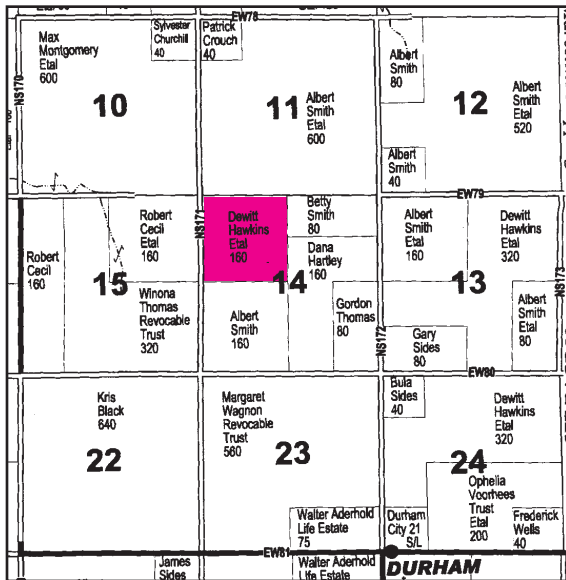 EW78
Max
Montgomery
Etal
600
Sylvester
Churchill
40
Patrick
Crouch
40
NS170
10
11
Albert
Smith
Etal
600
Albert
Smith
80
12
Albert
Smith
Etal
520
Albert
Smith
40
EW79
Robert
Cecil
160
15
Robert
Cecil
Etal
160
Winona
Thomas
Revocable
Trust
320
NS171
Dewitt
Hawkins
Etal
160
Betty
Smith
80
Dana
Hartley
160
14
Albert
Smith
160
Gordon
Thomas
80
NS172
Albert
Smith
Etal
160
Dewitt
Hawkins
Etal
320
13
NS173
Gary
Sides
80
Albert
Smith
Etal
80
EW80
Kris
Black
640
22
Margaret
Wagnon
Revocable
Trust
560
23
Bula
Sides
40
Dewitt
Hawkins
Etal
320
24
Ophelia
Voorhees
Trust
Etal
200
Walter Aderhold
Life Estate
75
Durham
City 21
S/L
Frederick
Wells
40
EW81
DURHAM
James
Sides
Walter Aderhold
Life Estate